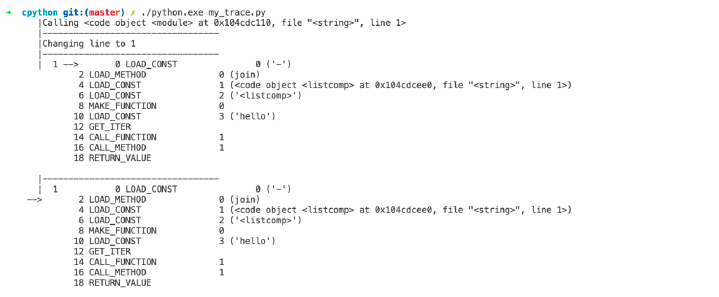 → cpython git:(master) ✗ ./python.exe my_trace.py
|Calling <code object <module> at 0x104cdc110, file "<string>", line 1>
|----------------------------------
|Changing line to 1
|----------------------------------
| 1 --> 0 LOAD_CONST 0 ('-')
2 LOAD_METHOD 0 (join)
4 LOAD_CONST 1 (<code object <listcomp> at 0x104cdcee0, file "<string>", line 1>)
6 LOAD_CONST 2 ('<listcomp>')
8 MAKE_FUNCTION 0
10 LOAD_CONST 3 ('hello')
12 GET_ITER
14 CALL_FUNCTION 1
16 CALL_METHOD 1
18 RETURN_VALUE
|----------------------------------
| 1 0 LOAD_CONST 0 ('-')
--> 2 LOAD_METHOD 0 (join)
4 LOAD_CONST 1 (<code object <listcomp> at 0x104cdcee0, file "<string>", line 1>)
6 LOAD_CONST 2 ('<listcomp>')
8 MAKE_FUNCTION 0
10 LOAD_CONST 3 ('hello')
12 GET_ITER
14 CALL_FUNCTION 1
16 CALL_METHOD 1
18 RETURN_VALUE